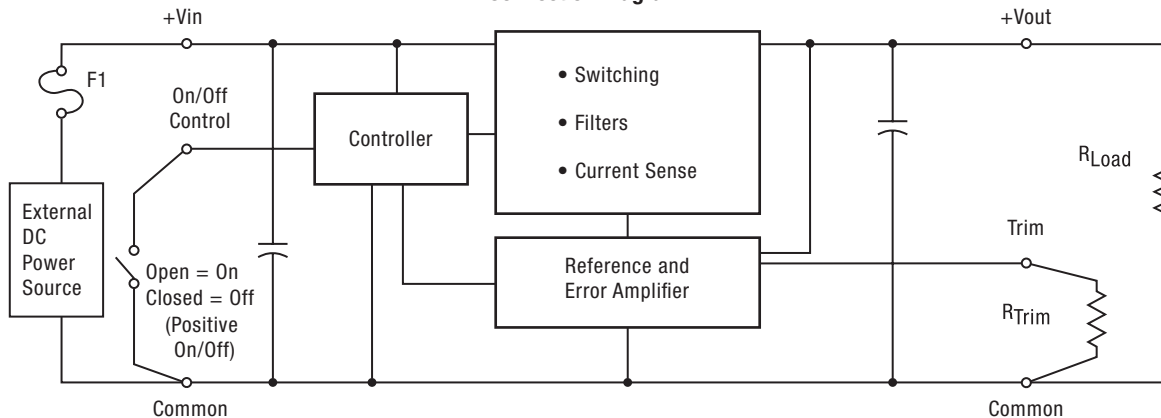 +Vin
+Vout
F1
On/Off
Control
Controller
• Switching
• Filters
• Current Sense
RLoad
External
DC
Power
Source
Open = On
Closed = Off
(Positive
On/Off)
Reference and
Error Amplifier
Trim
RTrim
Common
Common